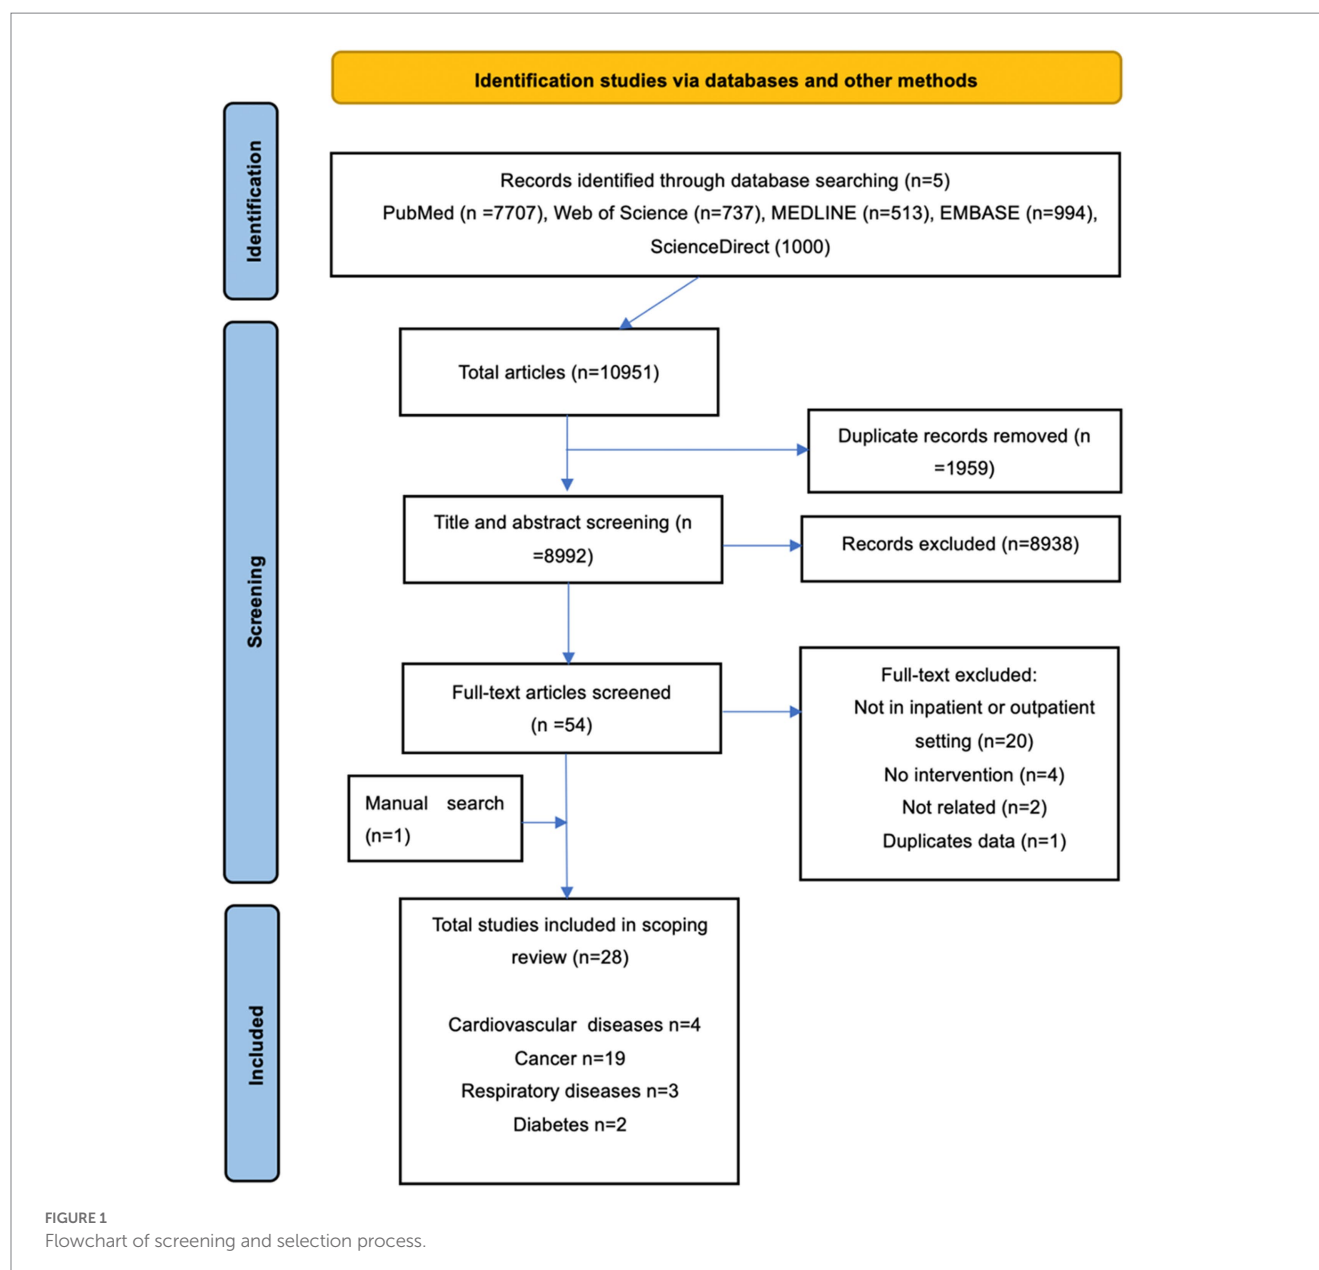 Identification studies via databases and other methods
Identification
Records identified through database searching (n=5)
PubMed (n =7707), Web of Science (n=737), MEDLINE (n=513), EMBASE (n=994),
ScienceDirect (1000)
Screening
Total articles (n=10951)
Duplicate records removed (n
=1959)
Title and abstract screening (n
=8992)
Records excluded (n=8938)
Full-text articles screened
(n =54)
Full-text excluded:
Not in inpatient or outpatient
setting (n=20)
No intervention (n=4)
Not related (n=2)
Duplicates data (n=1)
Manual search
(n=1)
Included
Total studies included in scoping
review (n=28)
Cardiovascular diseases n=4
Cancer n=19
Respiratory diseases n=3
Diabetes n=2
FIGURE 1
Flowchart of screening and selection process.